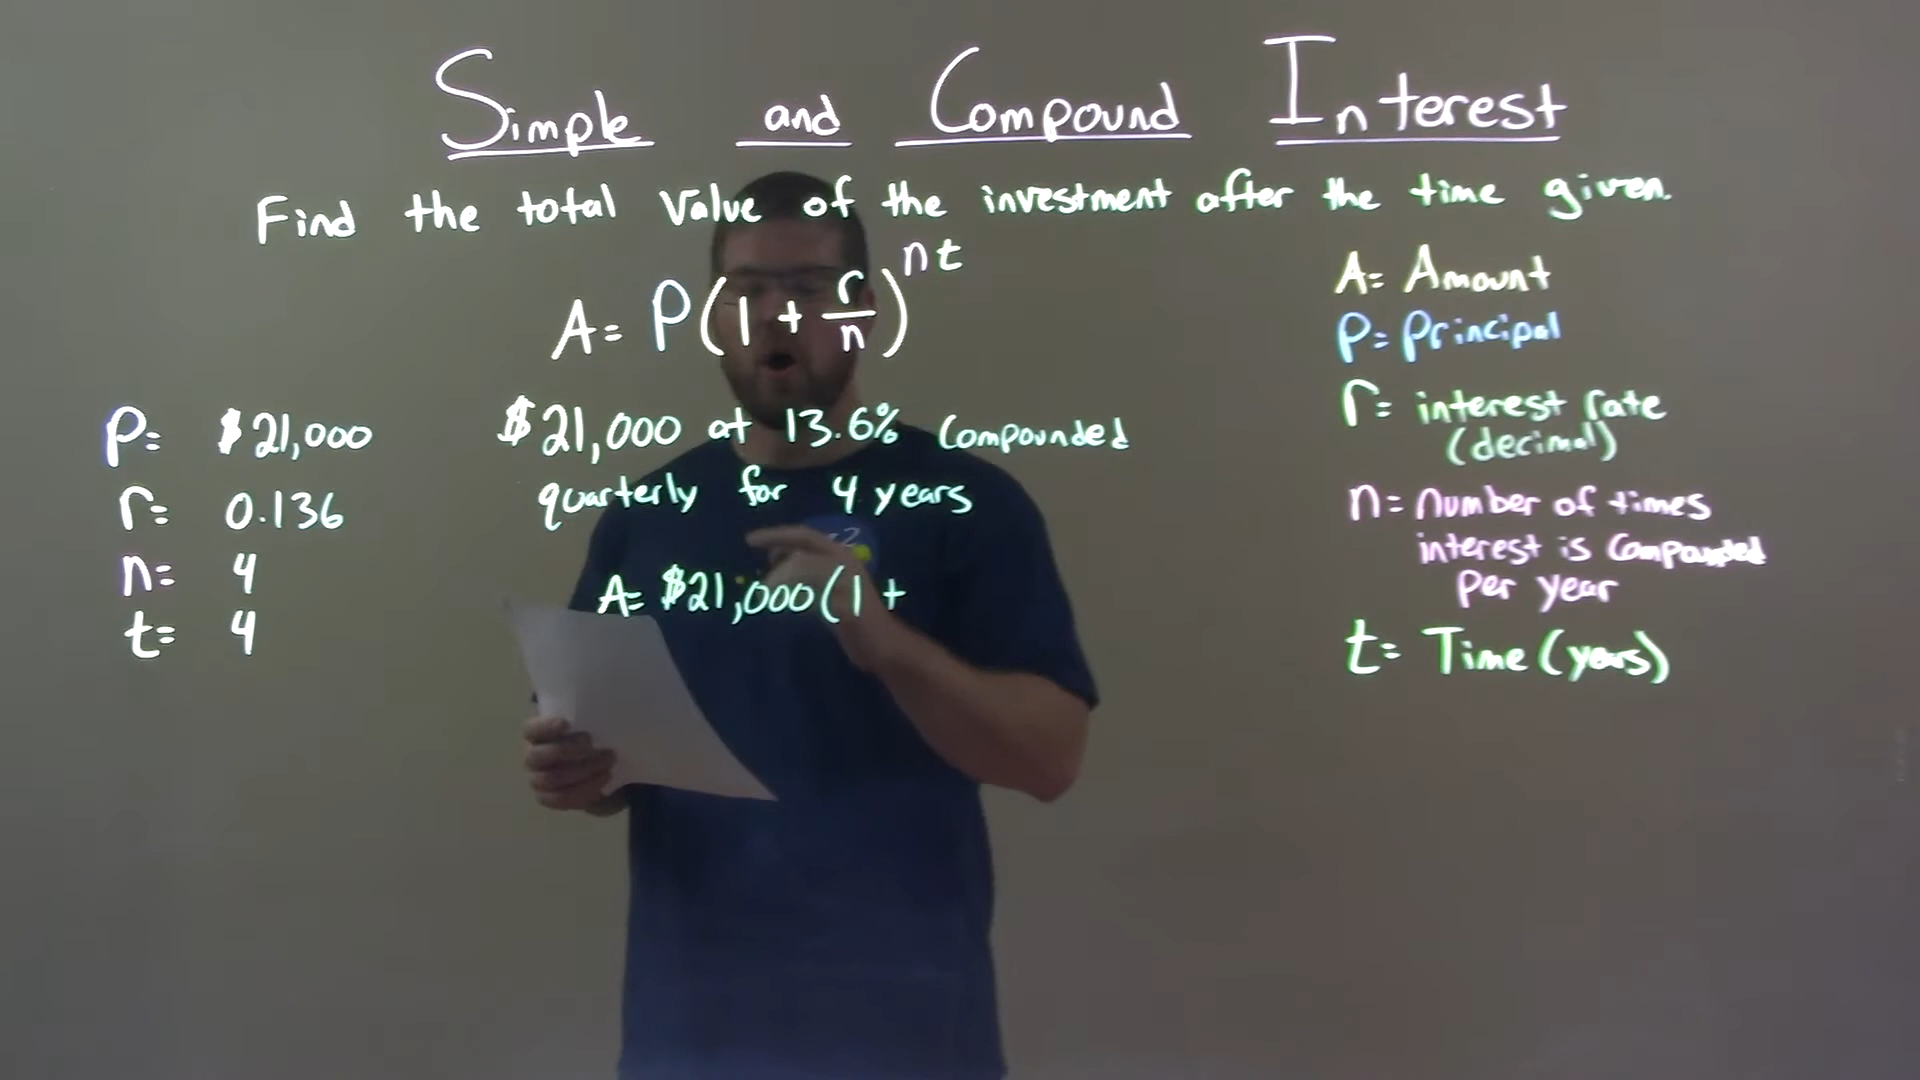 Simple and Compound Interest
Find the total value of the investment after the time given.
A= P(1 + r/n)^nt
P= $21,000
r= 0.136
n= 4
t= 4
$21,000 at 13.6% compounded
quarterly for 4 years
A= $21,000(1 +
A= Amount
P= Principal
r= interest rate
(decimal)
n= number of times
interest is compounded
per year
t= Time (years)